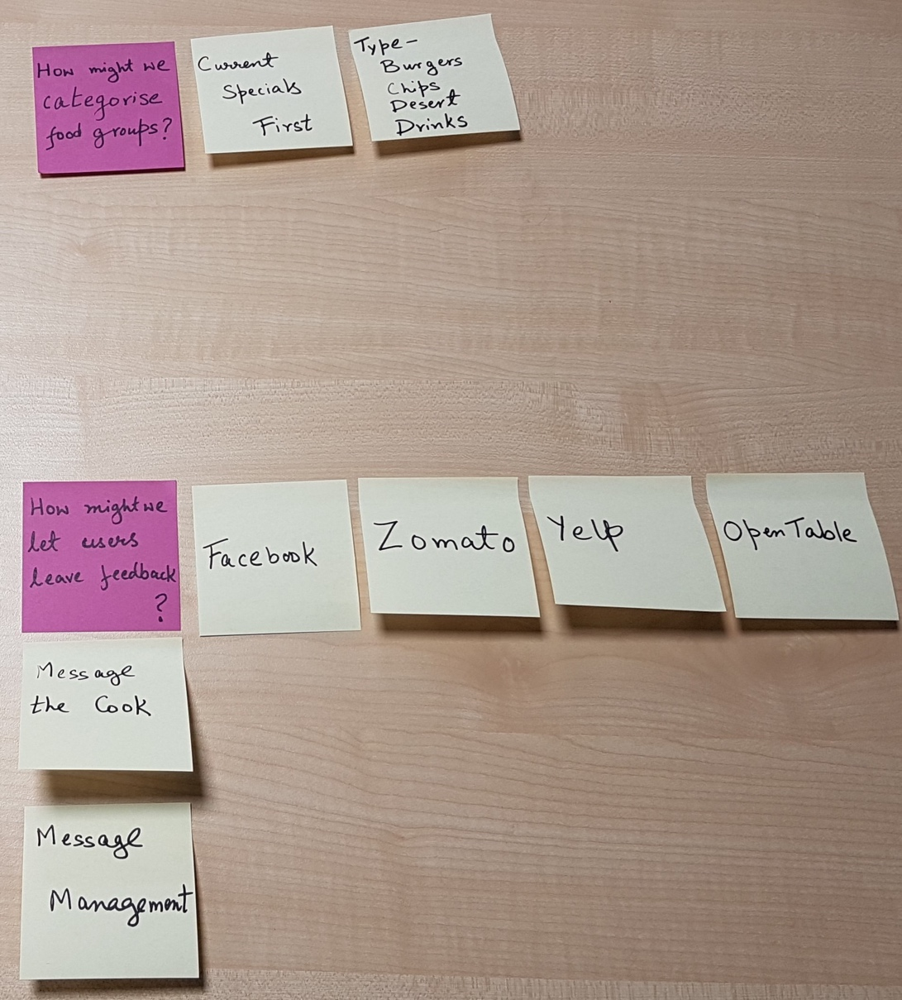 How might we
categorise
food groups?
Current
Specials
First
Type-
Burgers
Chips
Desert
Drinks
How might we
let users
leave feedback
?
Facebook
Zomato
Yelp
OpenTable
Message
the Cook
Message
Management